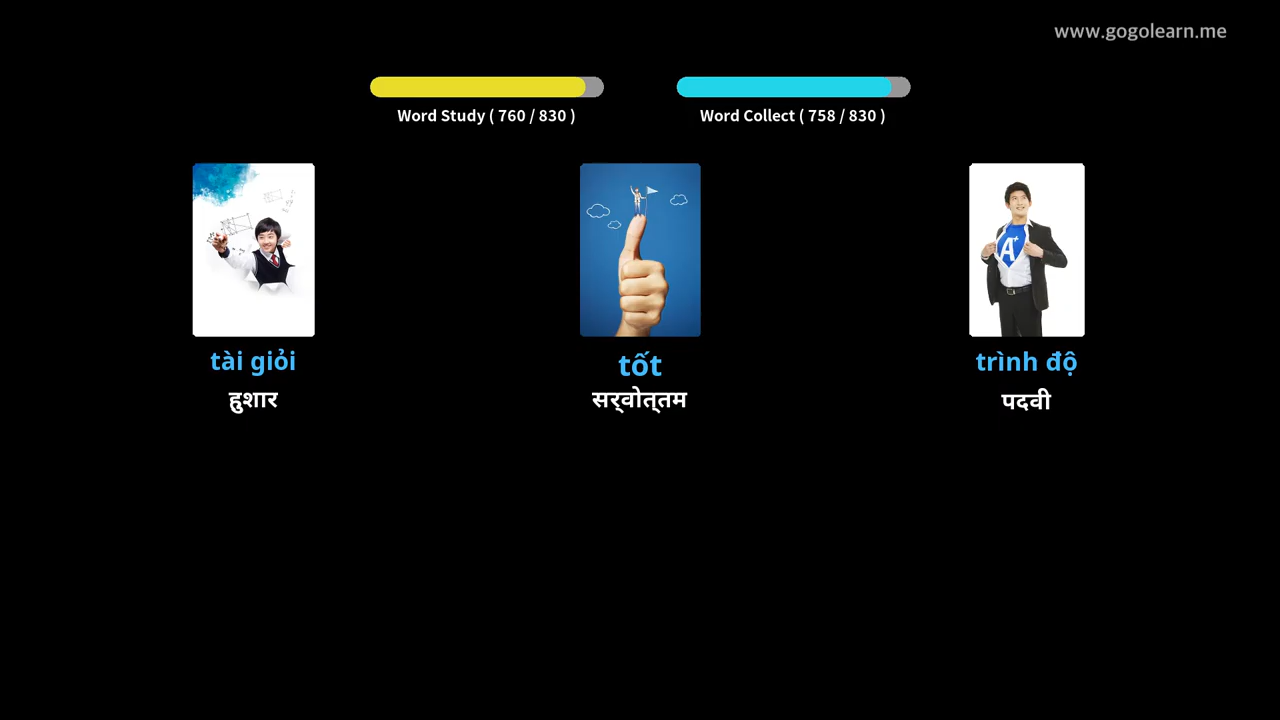 www.gogolearn.me
Word Study ( 760 / 830 )
Word Collect ( 758 / 830 )
A+
tài giỏi
tốt
trình độ
हुशार
सर्वोत्तम
पदवी